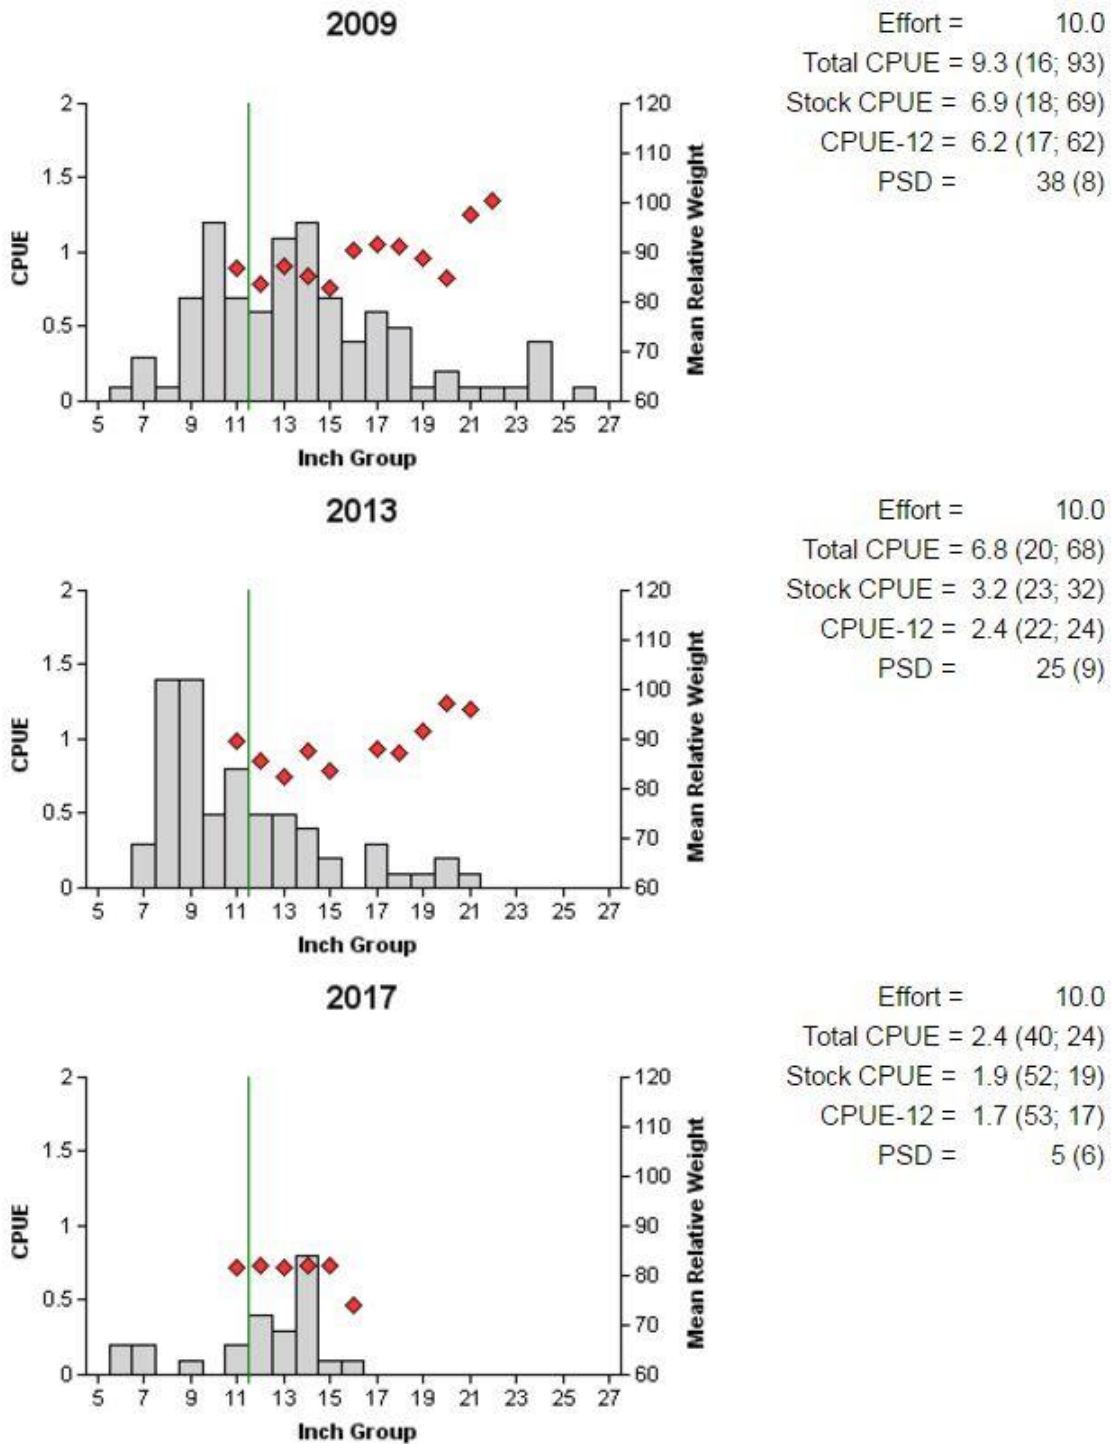 2009
Effort = 10.0
Total CPUE = 9.3 (16; 93)
Stock CPUE = 6.9 (18; 69)
CPUE-12 = 6.2 (17; 62)
PSD = 38 (8)
2
1.5
1
0.5
0
CPUE
120
110
100
90
80
70
60
Mean Relative Weight
5 7 9 11 13 15 17 19 21 23 25 27
Inch Group
2013
Effort = 10.0
Total CPUE = 6.8 (20; 68)
Stock CPUE = 3.2 (23; 32)
CPUE-12 = 2.4 (22; 24)
PSD = 25 (9)
2
1.5
1
0.5
0
CPUE
120
110
100
90
80
70
60
Mean Relative Weight
5 7 9 11 13 15 17 19 21 23 25 27
Inch Group
2017
Effort = 10.0
Total CPUE = 2.4 (40; 24)
Stock CPUE = 1.9 (52; 19)
CPUE-12 = 1.7 (53; 17)
PSD = 5 (6)
2
1.5
1
0.5
0
CPUE
120
110
100
90
80
70
60
Mean Relative Weight
5 7 9 11 13 15 17 19 21 23 25 27
Inch Group